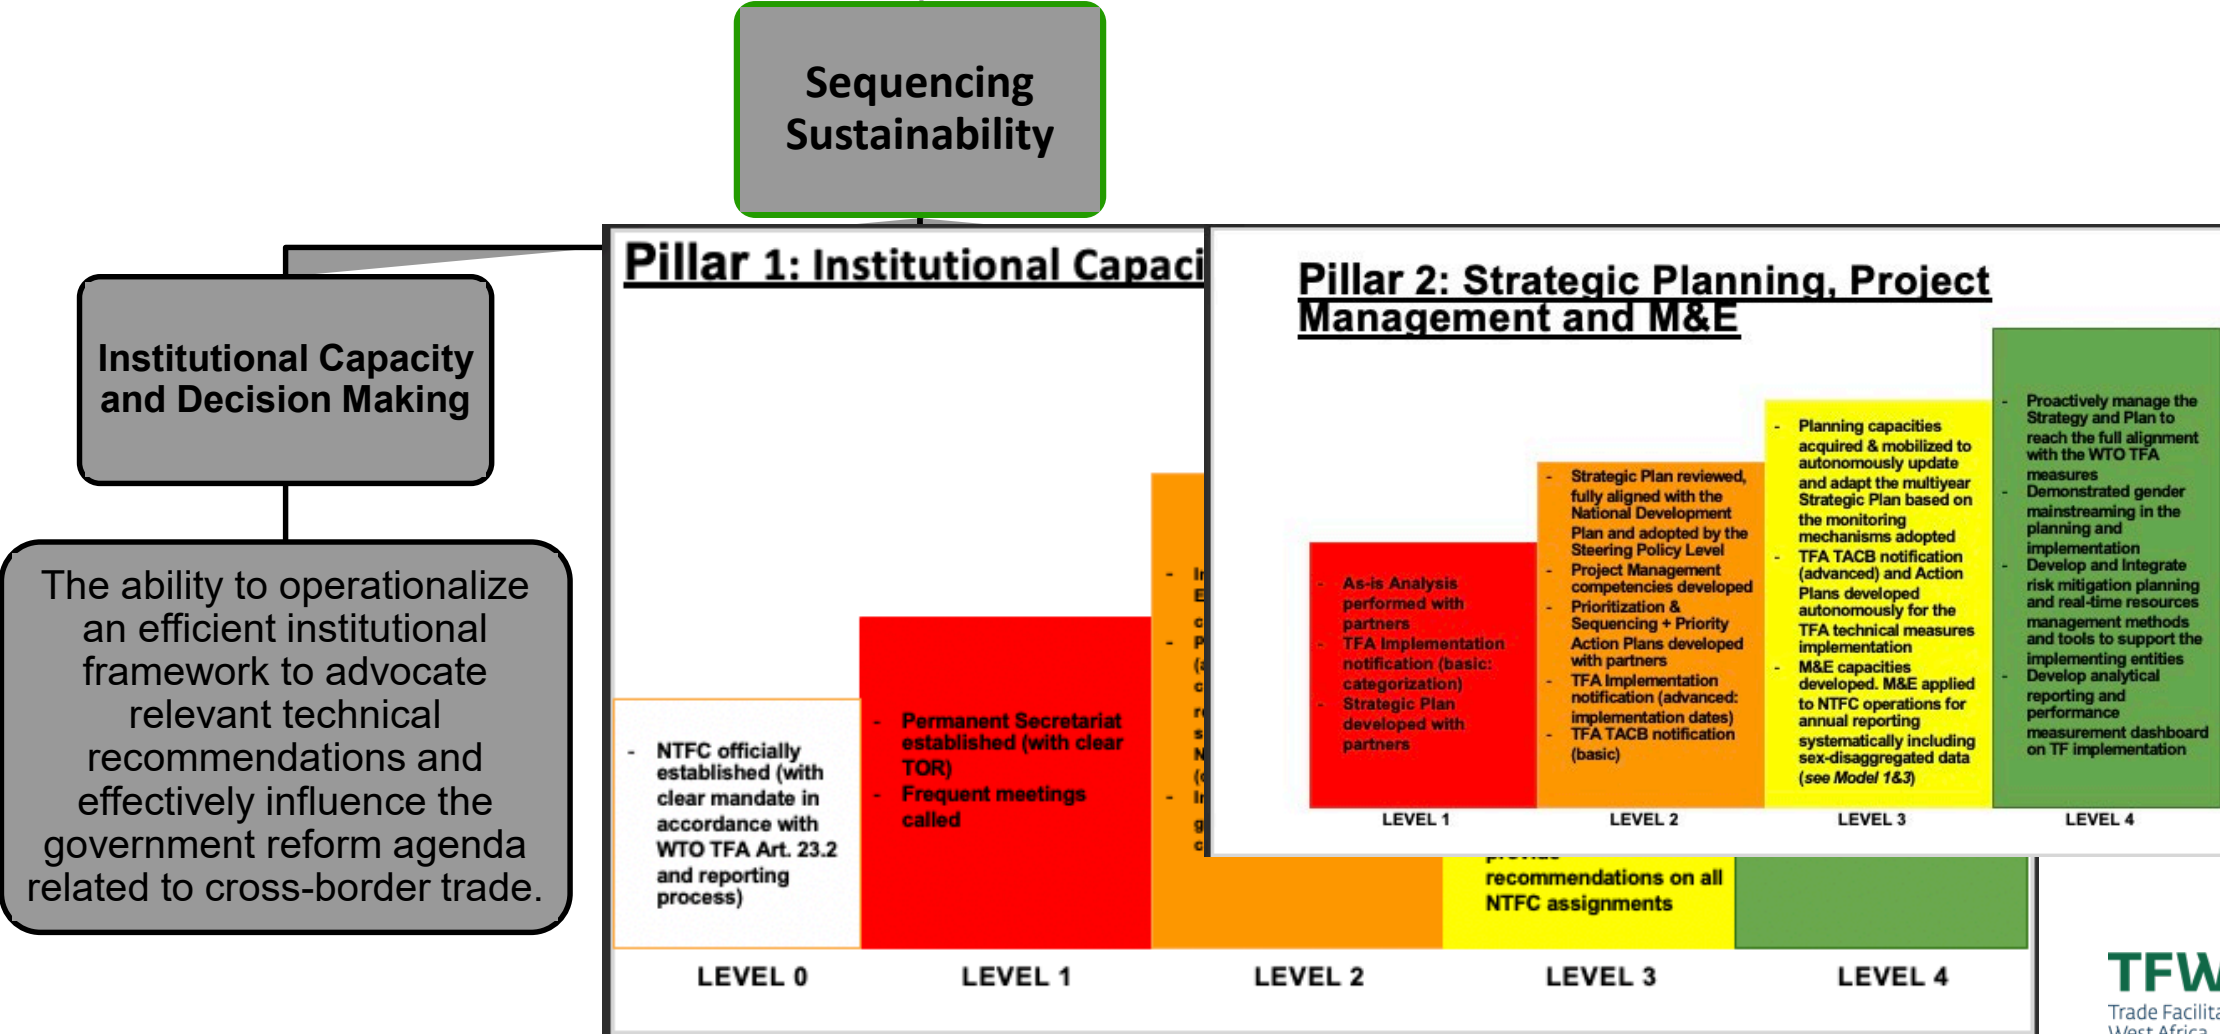 Sequencing
Sustainability
Institutional Capacity
and Decision Making
The ability to operationalize
an efficient institutional
framework to advocate
relevant technical
recommendations and
effectively influence the
government reform agenda
related to cross-border trade.
Pillar 1: Institutional Capaci
- NTFC officially
established (with
clear mandate in
accordance with
WTO TFA Art. 23.2
and reporting
process)
- Permanent Secretariat
established (with clear
TOR)
- Frequent meetings
called
recommendations on all
NTFC assignments
LEVEL 0
LEVEL 1
LEVEL 2
LEVEL 3
LEVEL 4
Pillar 2: Strategic Planning, Project
Management and M&E
- As-is Analysis
performed with
partners
- TFA Implementation
notification (basic:
categorization)
- Strategic Plan
developed with
partners
- Strategic Plan reviewed,
fully aligned with the
National Development
Plan and adopted by the
Steering Policy Level
- Project Management
competencies developed
- Prioritization &
Sequencing + Priority
Action Plans developed
with partners
- TFA Implementation
notification (advanced:
implementation dates)
- TFA TACB notification
(basic)
- Planning capacities
acquired & mobilized to
autonomously update
and adapt the multiyear
Strategic Plan based on
the monitoring
mechanisms adopted
- TFA TACB notification
(advanced) and Action
Plans developed
autonomously for the
TFA technical measures
implementation
- M&E capacities
developed. M&E applied
to NTFC operations for
annual reporting
systematically including
sex-disaggregated data
(see Model 1&3)
- Proactively manage the
Strategy and Plan to
reach the full alignment
with the WTO TFA
measures
- Demonstrated gender
mainstreaming in the
planning and
implementation
- Develop and Integrate
risk mitigation planning
and real-time resources
management methods
and tools to support the
implementing entities
- Develop analytical
reporting and
performance
measurement dashboard
on TF implementation
LEVEL 1
LEVEL 2
LEVEL 3
LEVEL 4
TFW
Trade Facilita
West Africa